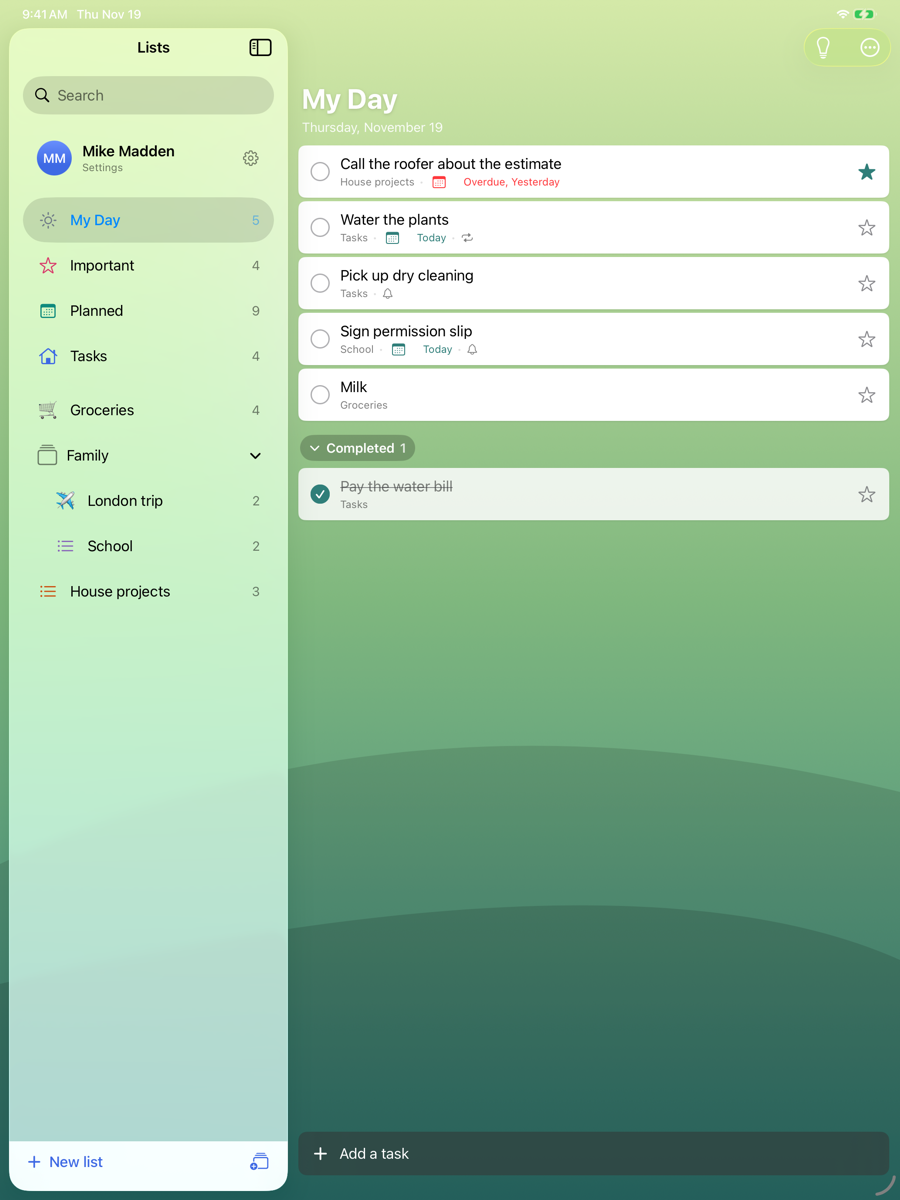 9:41 AM Thu Nov 19
Lists
Search
MM
Mike Madden
Settings
My Day 5
Important 4
Planned 9
Tasks 4
Groceries 4
Family
London trip 2
School 2
House projects 3
New list
My Day
Thursday, November 19
Call the roofer about the estimate
House projects · Overdue, Yesterday
Water the plants
Tasks · Today ·
Pick up dry cleaning
Tasks ·
Sign permission slip
School · Today ·
Milk
Groceries
Completed 1
Pay the water bill
Tasks
Add a task